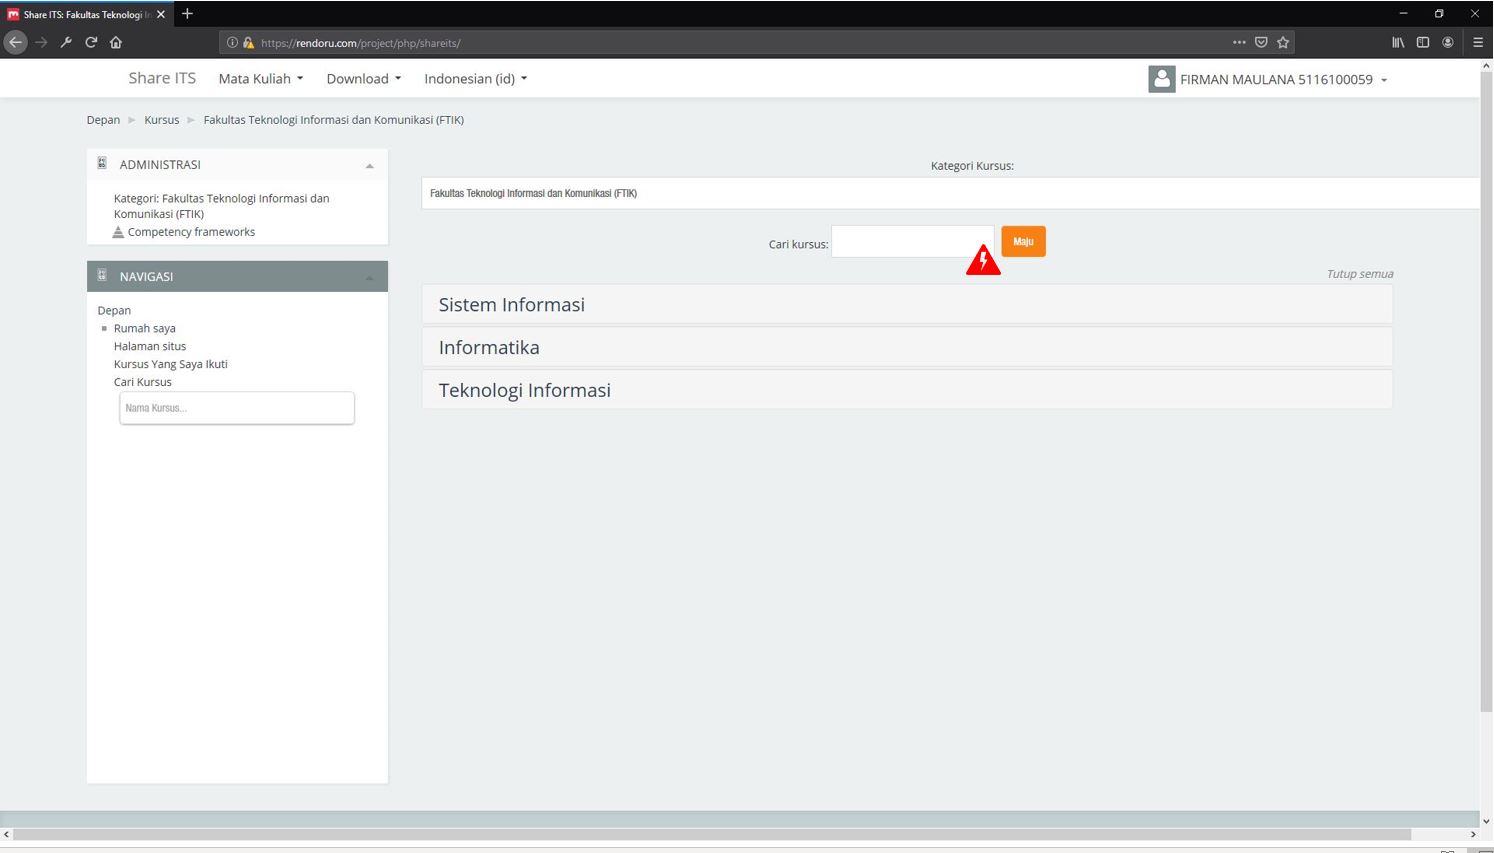 Share ITS: Fakultas Teknologi In
https://rendoru.com/project/php/shareits/
Share ITS Mata Kuliah Download Indonesian (id) FIRMAN MAULANA 5116100059
Depan Kursus Fakultas Teknologi Informasi dan Komunikasi (FTIK)
ADMINISTRASI
Kategori: Fakultas Teknologi Informasi dan
Komunikasi (FTIK)
Competency frameworks
NAVIGASI
Depan
Rumah saya
Halaman situs
Kursus Yang Saya Ikuti
Cari Kursus
Nama Kursus...
Kategori Kursus:
Fakultas Teknologi Informasi dan Komunikasi (FTIK)
Cari kursus: Maju
Tutup semua
Sistem Informasi
Informatika
Teknologi Informasi